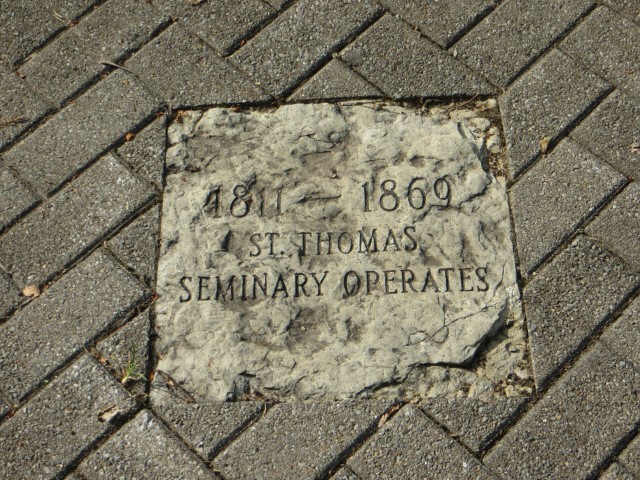 1811 — 1869
ST. THOMAS
SEMINARY OPERATES